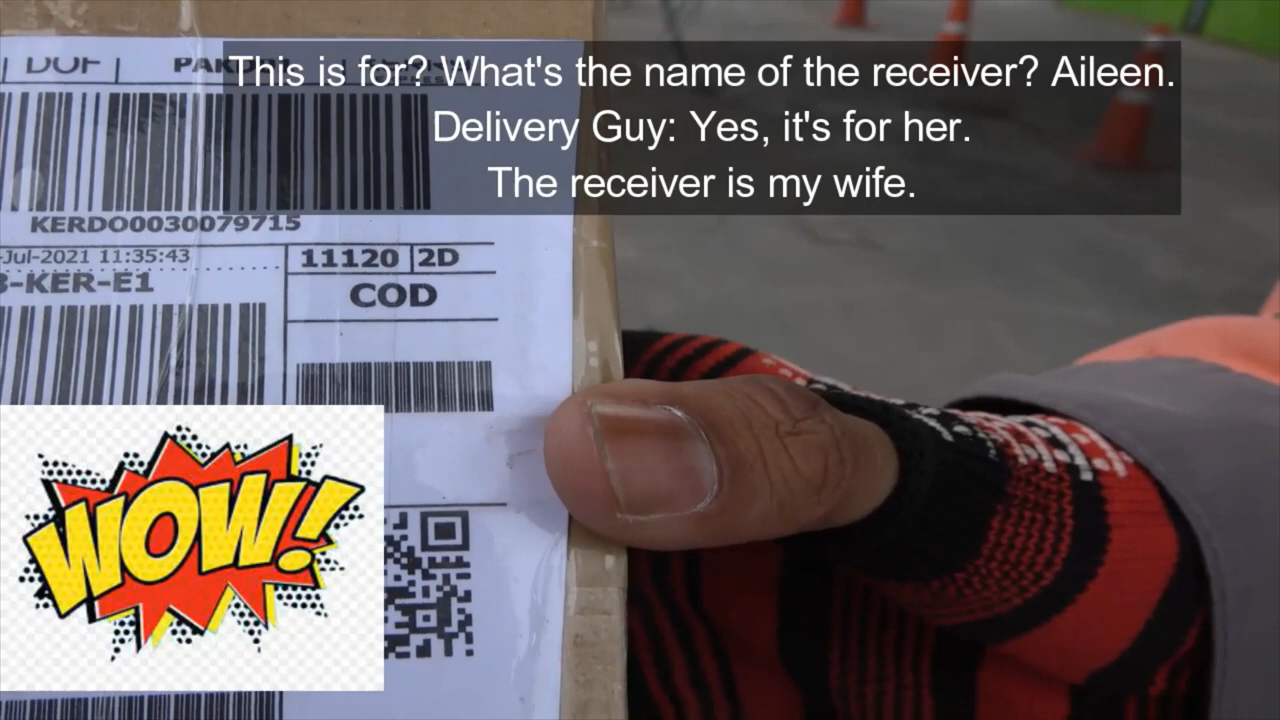 This is for? What's the name of the receiver? Aileen.
Delivery Guy: Yes, it's for her.
The receiver is my wife.
KERDO0030079715
-Jul-2021 11:35:43
11120 2D
-KER-E1
COD
WOW!